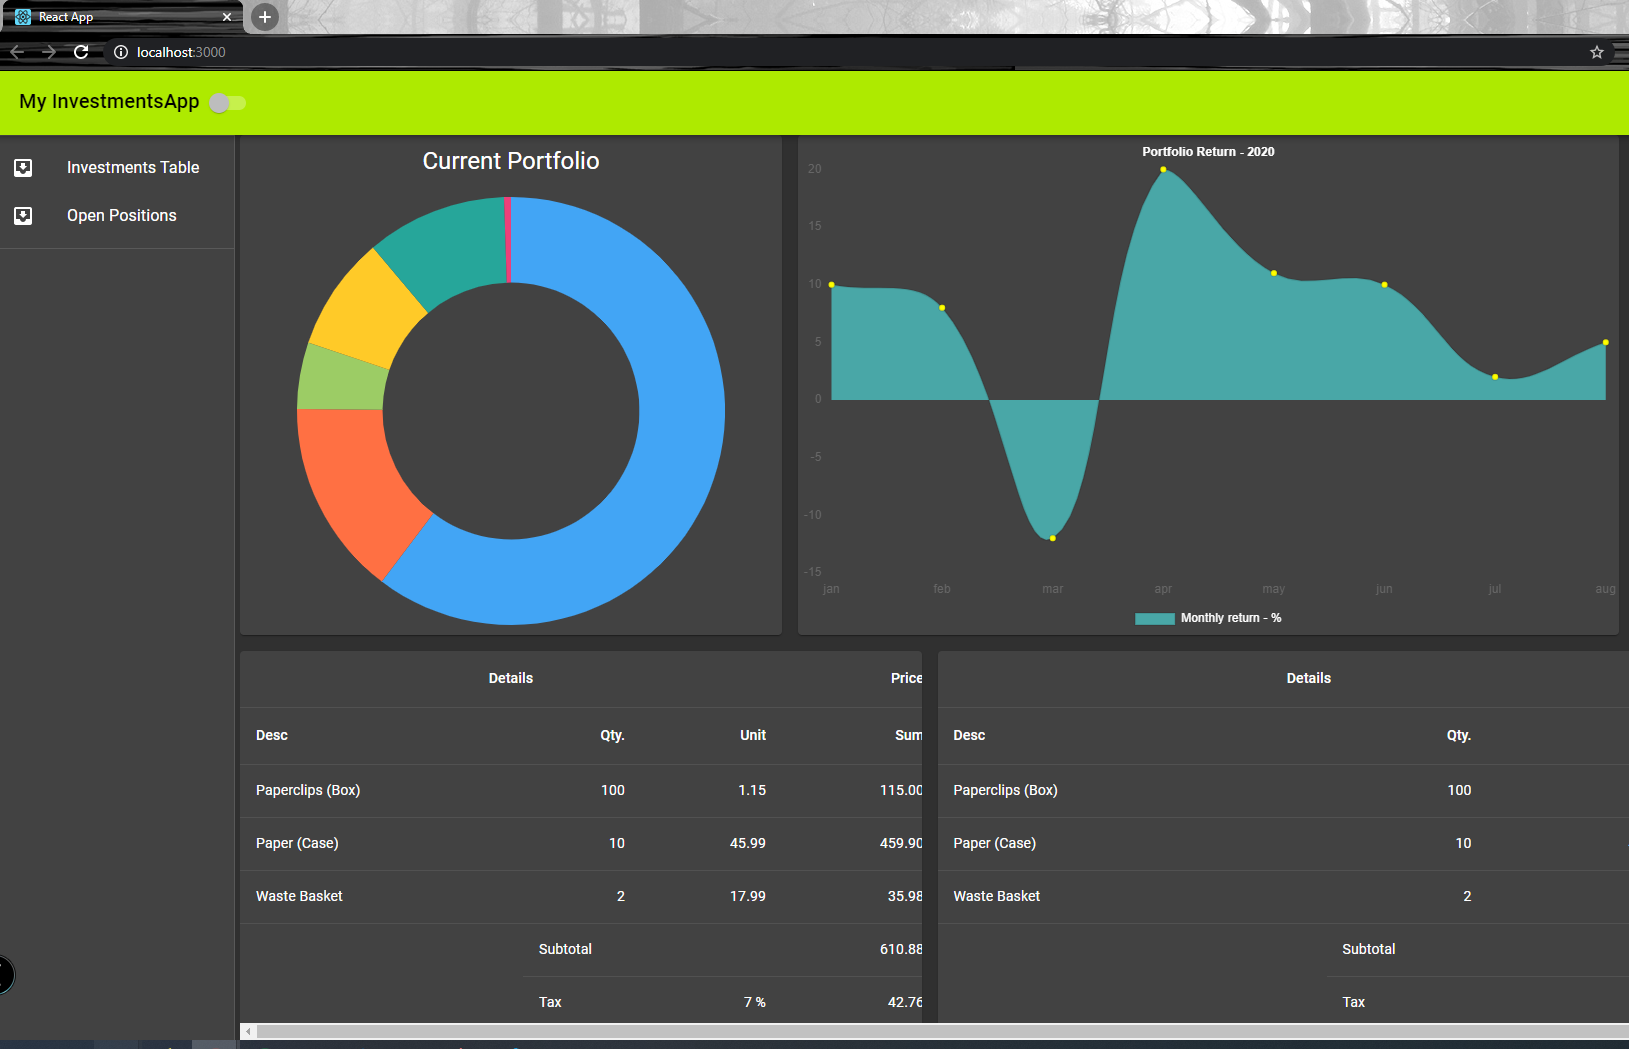 React App
localhost:3000
My InvestmentsApp
Investments Table
Open Positions
Current Portfolio
Portfolio Return - 2020
20
15
10
5
0
-5
-10
-15
jan feb mar apr may jun jul aug
Monthly return - %
Details Price
Desc Qty. Unit Sum
Paperclips (Box) 100 1.15 115.00
Paper (Case) 10 45.99 459.90
Waste Basket 2 17.99 35.98
Subtotal 610.88
Tax 7 % 42.76
Details
Desc Qty.
Paperclips (Box) 100
Paper (Case) 10
Waste Basket 2
Subtotal
Tax